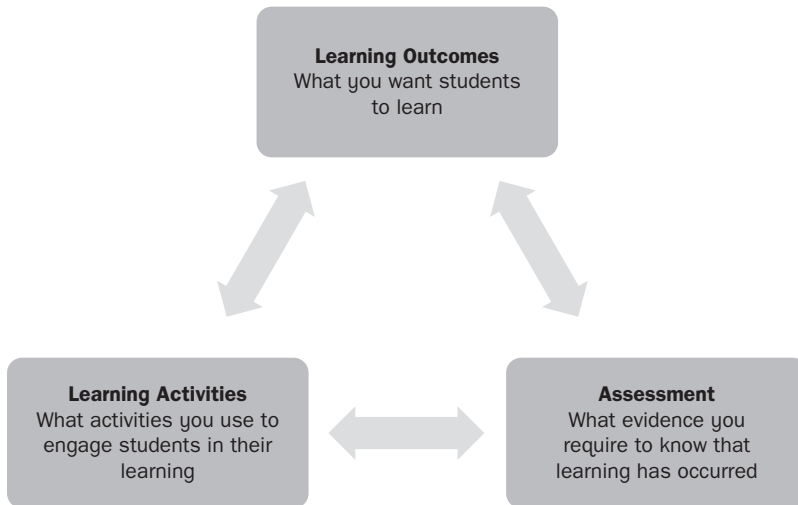 Learning Outcomes
What you want students
to learn
Learning Activities
What activities you use to
engage students in their
learning
Assessment
What evidence you
require to know that
learning has occurred